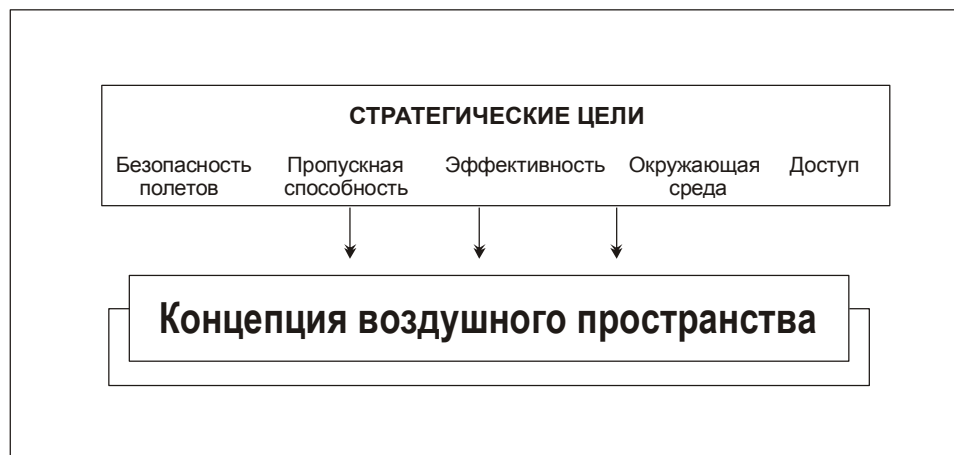 СТРАТЕГИЧЕСКИЕ ЦЕЛИ
Безопасность полетов
Пропускная способность
Эффективность
Окружающая среда
Доступ
Концепция воздушного пространства